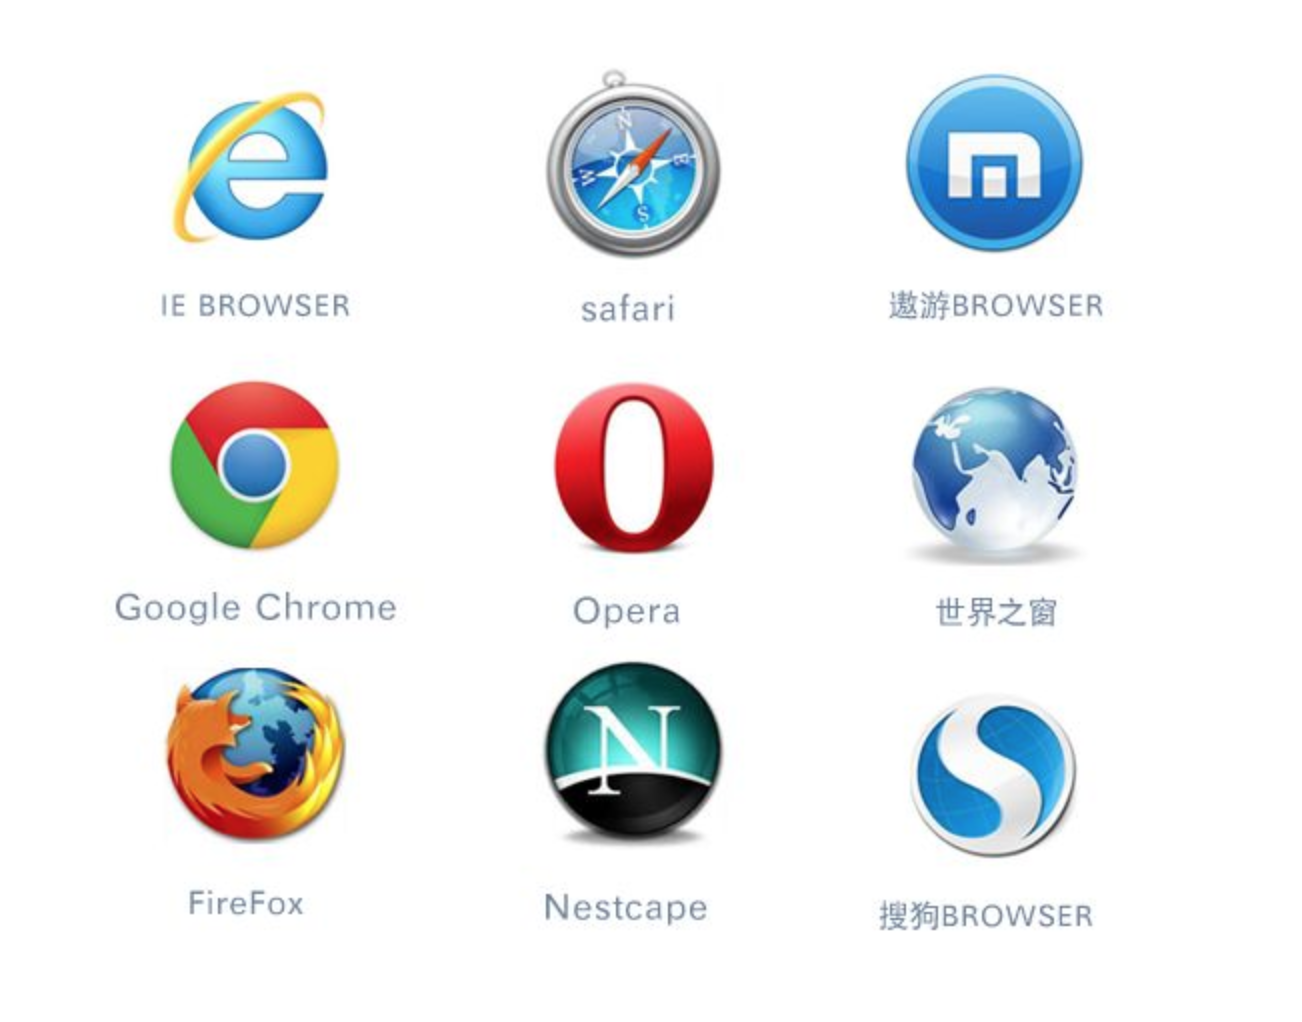 IE BROWSER
safari
遨游BROWSER
Google Chrome
Opera
世界之窗
FireFox
Nestcape
搜狗BROWSER